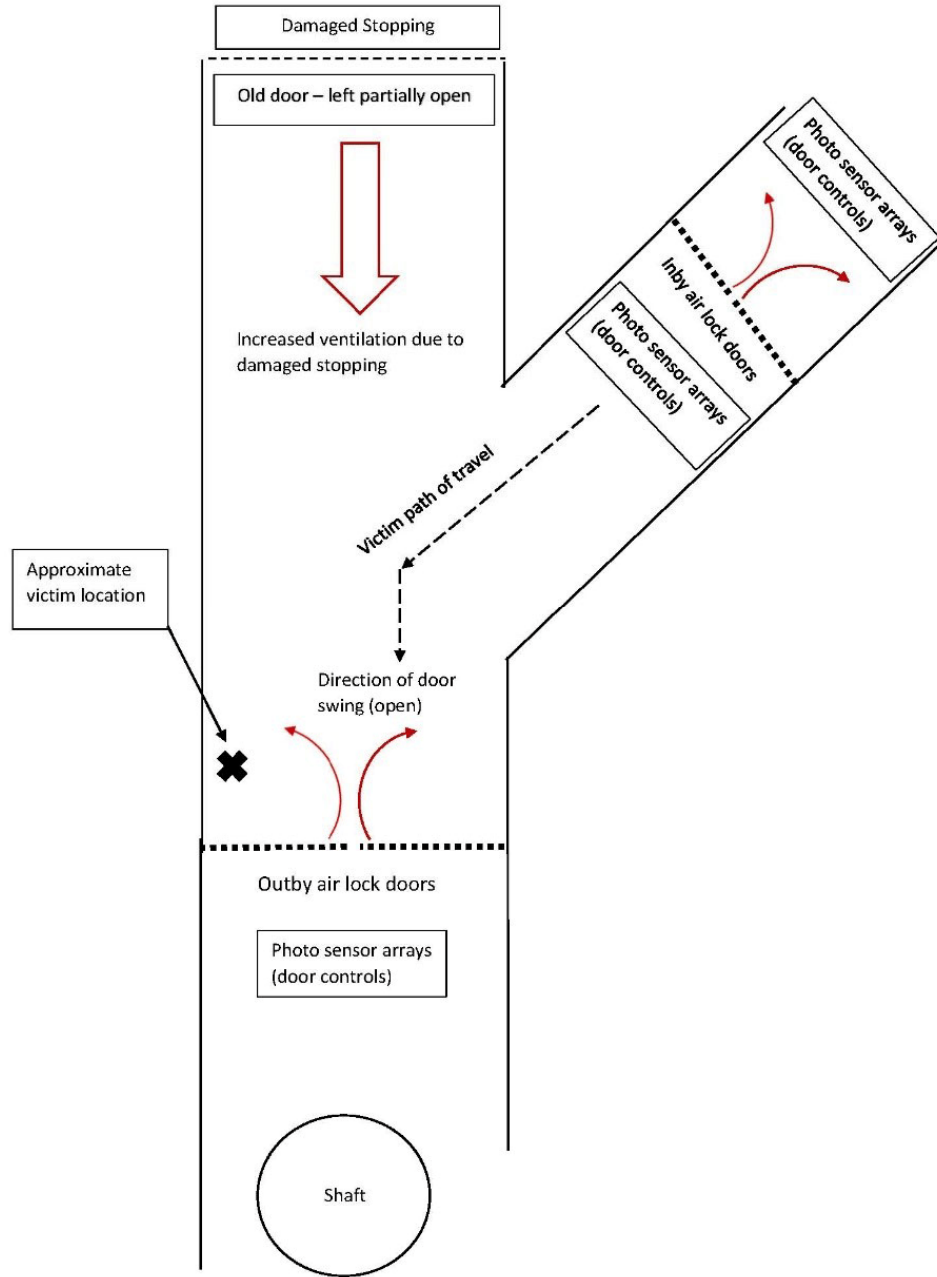 Damaged Stopping
Old door – left partially open
Increased ventilation due to
damaged stopping
Photo sensor arrays
(door controls)
Inby air lock doors
Photo sensor arrays
(door controls)
Victim path of travel
Approximate
victim location
Direction of door
swing (open)
Outby air lock doors
Photo sensor arrays
(door controls)
Shaft